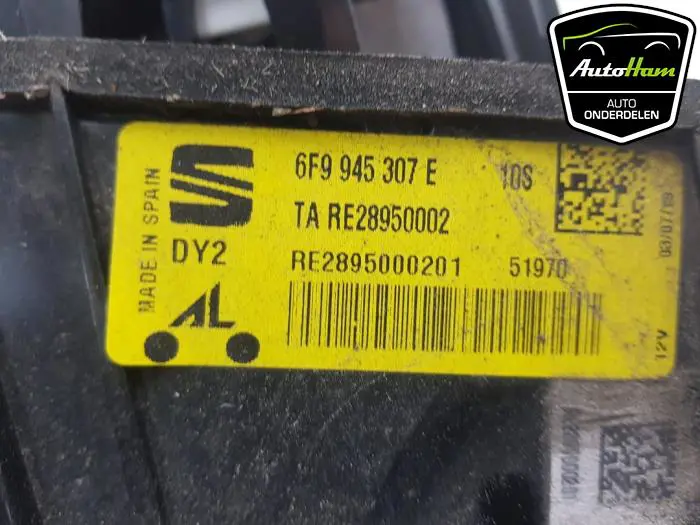 AutoHam
AUTO
ONDERDELEN
MADE IN SPAIN
DY2
AL
6F9 945 307 E 10S
TA RE28950002
RE2895000201 51970
03/07/19
12V